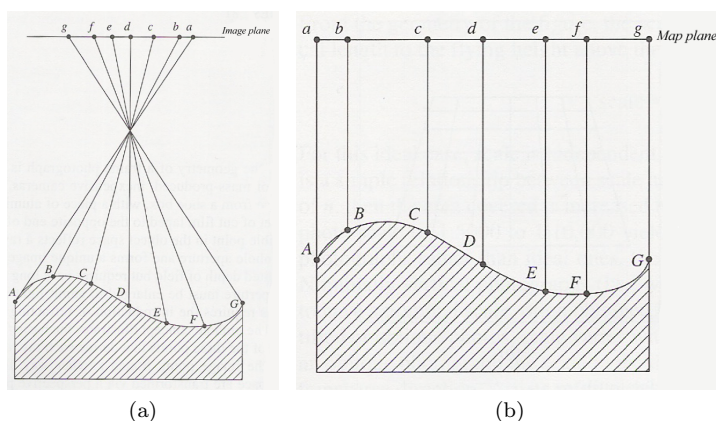 g f e d c b a Image plane
B
A C
D
E F G
(a)
a b c d e f g Map plane
B C
A D
E F G
(b)